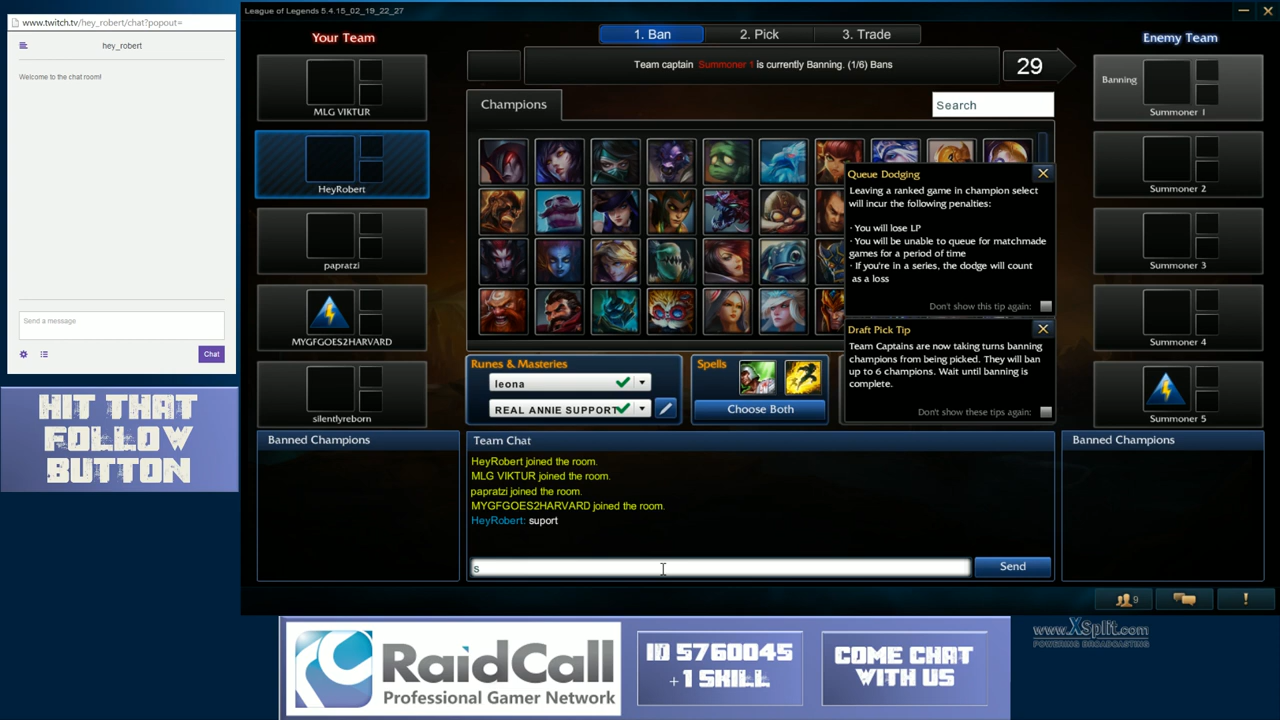 www.twitch.tv/hey_robert/chat?popout=
hey_robert
Welcome to the chat room!
Send a message
Chat
HIT THAT
FOLLOW
BUTTON
League of Legends 5.4.15_02_19_22_27
Your Team
1. Ban
2. Pick
3. Trade
Enemy Team
Team captain Summoner 1 is currently Banning. (1/6) Bans
29
MLG VIKTUR
HeyRobert
papratzi
MYGFGOES2HARVARD
silentlyreborn
Champions
Search
Banning
Summoner 1
Summoner 2
Summoner 3
Summoner 4
Summoner 5
Queue Dodging
Leaving a ranked game in champion select
will incur the following penalties:
· You will lose LP
· You will be unable to queue for matchmade
games for a period of time
· If you're in a series, the dodge will count
as a loss
Don't show this tip again:
Draft Pick Tip
Team Captains are now taking turns banning
champions from being picked. They will ban
up to 6 champions. Wait until banning is
complete.
Don't show these tips again:
Runes & Masteries
leona
REAL ANNIE SUPPORT
Spells
Choose Both
Banned Champions
Team Chat
HeyRobert joined the room.
MLG VIKTUR joined the room.
papratzi joined the room.
MYGFGOES2HARVARD joined the room.
HeyRobert: suport
s
Send
Banned Champions
9
RaidCall
Professional Gamer Network
ID 5760045
+1 SKILL
COME CHAT
WITH US
www.XSplit.com
POWERING BROADCASTING